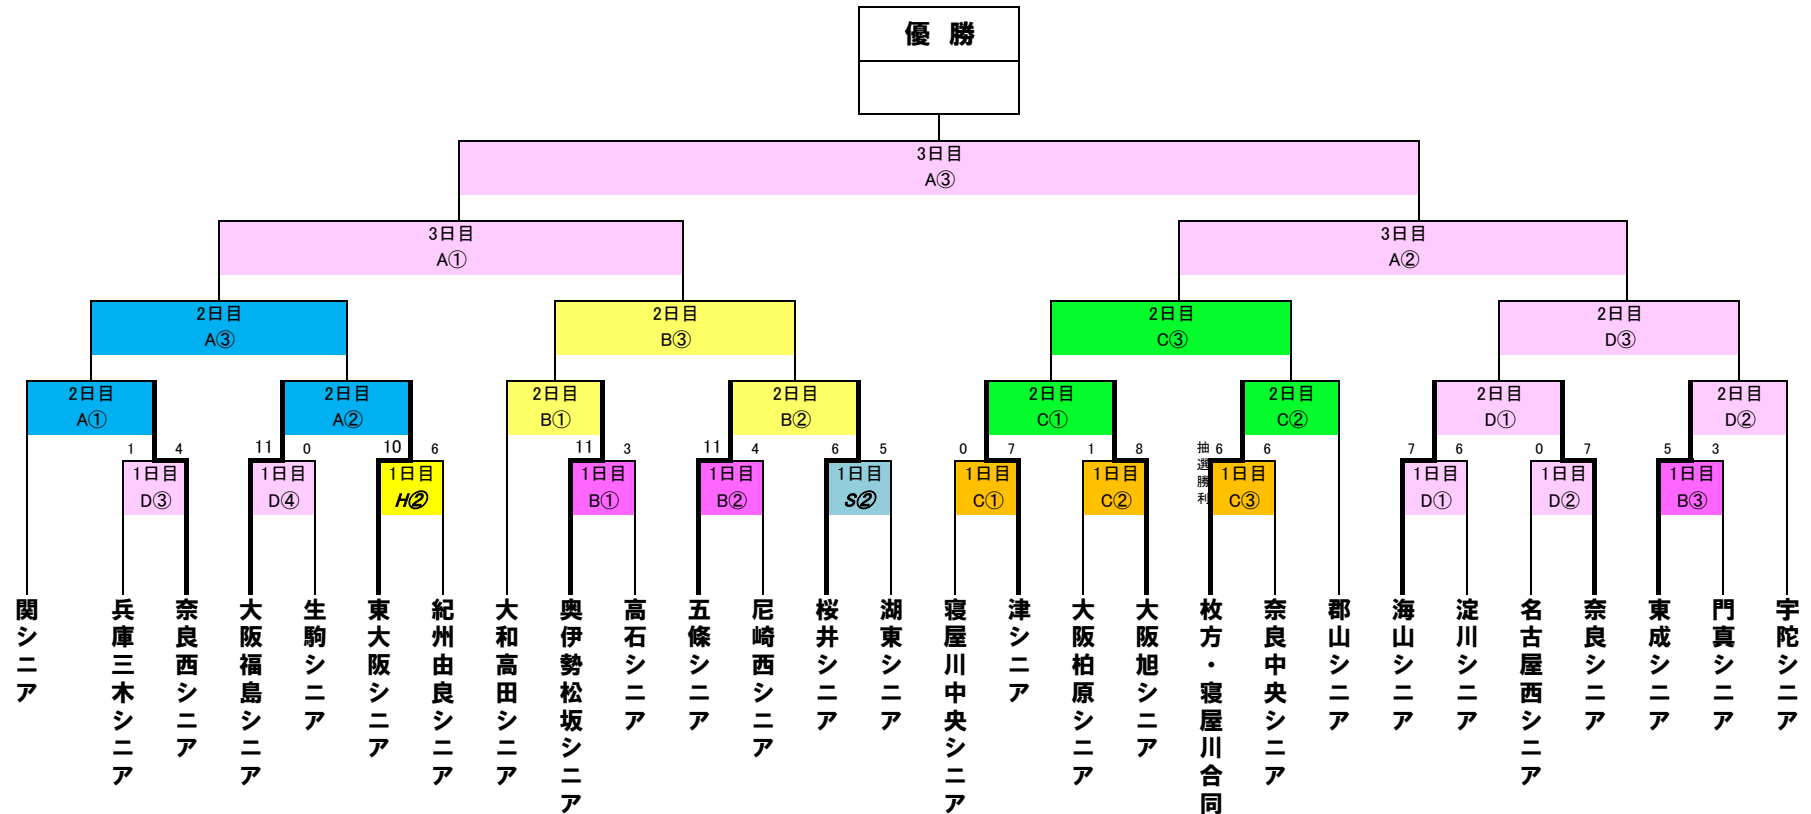 優 勝
3日目
A③
3日目
A①
3日目
A②
2日目
A③
2日目
B③
2日目
C③
2日目
D③
2日目
A①
2日目
A②
2日目
B①
2日目
B②
2日目
C①
2日目
C②
2日目
D①
2日目
D②
1 4 11 0 10 6 11 3 11 4 6 5 0 7 1 8 6 6 7 6 0 7 5 3
抽選勝利
1日目
D③
1日目
D④
1日目
H②
1日目
B①
1日目
B②
1日目
S②
1日目
C①
1日目
C②
1日目
C③
1日目
D①
1日目
D②
1日目
B③
関シニア
兵庫三木シニア
奈良西シニア
大阪福島シニア
生駒シニア
東大阪シニア
紀州由良シニア
大和高田シニア
奥伊勢松坂シニア
高石シニア
五條シニア
尼崎西シニア
桜井シニア
湖東シニア
寝屋川中央シニア
津シニア
大阪柏原シニア
大阪旭シニア
枚方・寝屋川合同
奈良中央シニア
郡山シニア
海山シニア
淀川シニア
名古屋西シニア
奈良シニア
東成シニア
門真シニア
宇陀シニア